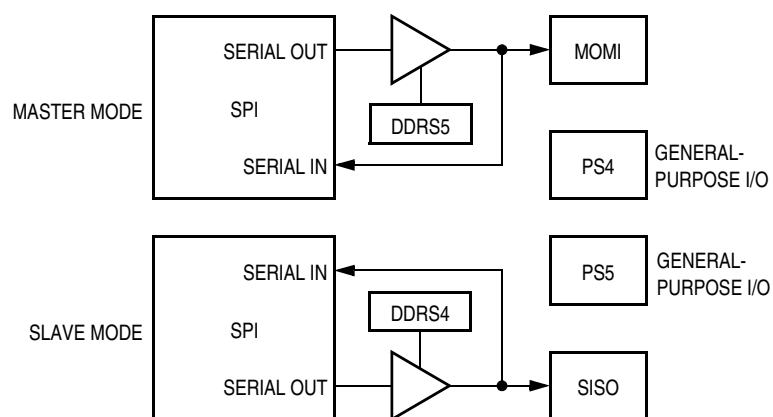 SERIAL OUT
MOMI
MASTER MODE
SPI
DDRS5
SERIAL IN
PS4
GENERAL-
PURPOSE I/O
SERIAL IN
PS5
GENERAL-
PURPOSE I/O
DDRS4
SLAVE MODE
SPI
SERIAL OUT
SISO